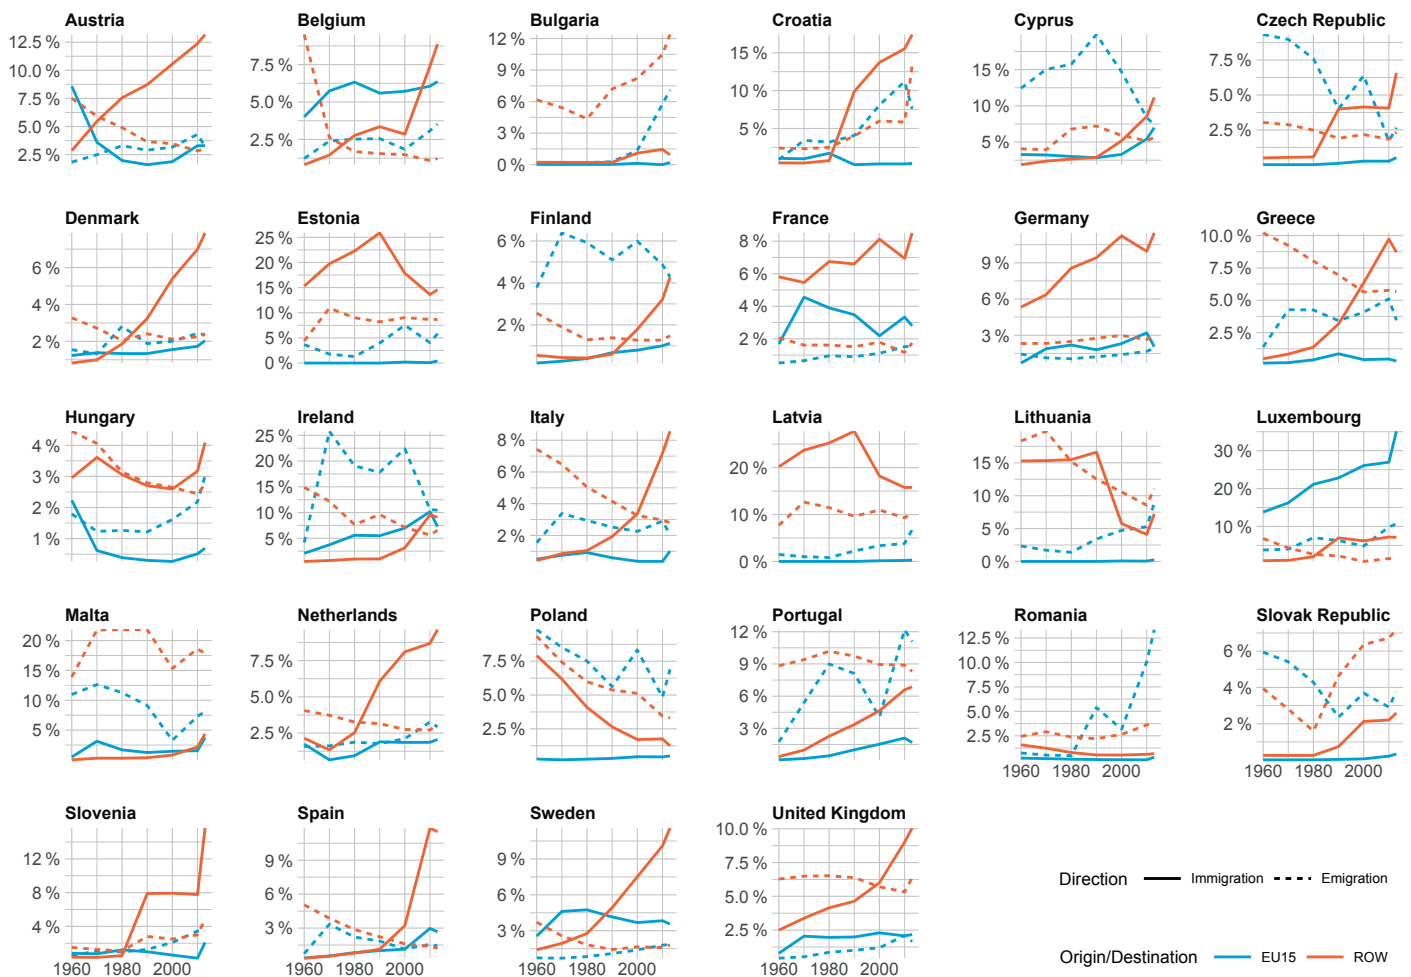 Austria
12.5 %
10.0 %
7.5 %
5.0 %
2.5 %
Belgium
7.5 %
5.0 %
2.5 %
Bulgaria
12 %
9 %
6 %
3 %
0 %
Croatia
15 %
10 %
5 %
Cyprus
15 %
10 %
5 %
Czech Republic
7.5 %
5.0 %
2.5 %
Denmark
6 %
4 %
2 %
Estonia
25 %
20 %
15 %
10 %
5 %
0 %
Finland
6 %
4 %
2 %
France
8 %
6 %
4 %
2 %
Germany
9 %
6 %
3 %
Greece
10.0 %
7.5 %
5.0 %
2.5 %
Hungary
4 %
3 %
2 %
1 %
Ireland
25 %
20 %
15 %
10 %
5 %
Italy
8 %
6 %
4 %
2 %
Latvia
20 %
10 %
0 %
Lithuania
15 %
10 %
5 %
0 %
Luxembourg
30 %
20 %
10 %
Malta
20 %
15 %
10 %
5 %
Netherlands
7.5 %
5.0 %
2.5 %
Poland
7.5 %
5.0 %
2.5 %
Portugal
12 %
9 %
6 %
3 %
Romania
12.5 %
10.0 %
7.5 %
5.0 %
2.5 %
1960 1980 2000
Slovak Republic
6 %
4 %
2 %
1960 1980 2000
Slovenia
12 %
8 %
4 %
1960 1980 2000
Spain
9 %
6 %
3 %
1960 1980 2000
Sweden
9 %
6 %
3 %
1960 1980 2000
United Kingdom
10.0 %
7.5 %
5.0 %
2.5 %
1960 1980 2000
Direction Immigration Emigration
Origin/Destination EU15 ROW